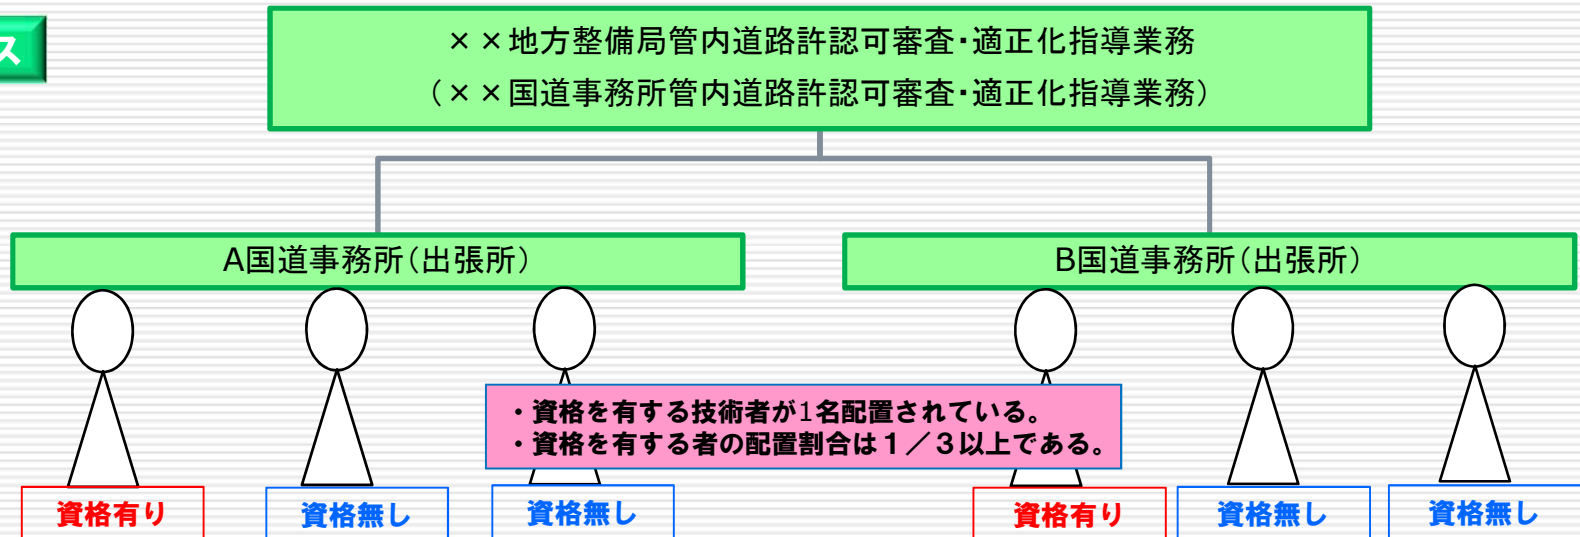 ス
××地方整備局管内道路許認可審査・適正化指導業務
（××国道事務所管内道路許認可審査・適正化指導業務）
A国道事務所（出張所）
B国道事務所（出張所）
・資格を有する技術者が1名配置されている。
・資格を有する者の配置割合は１／３以上である。
資格有り
資格無し
資格無し
資格有り
資格無し
資格無し